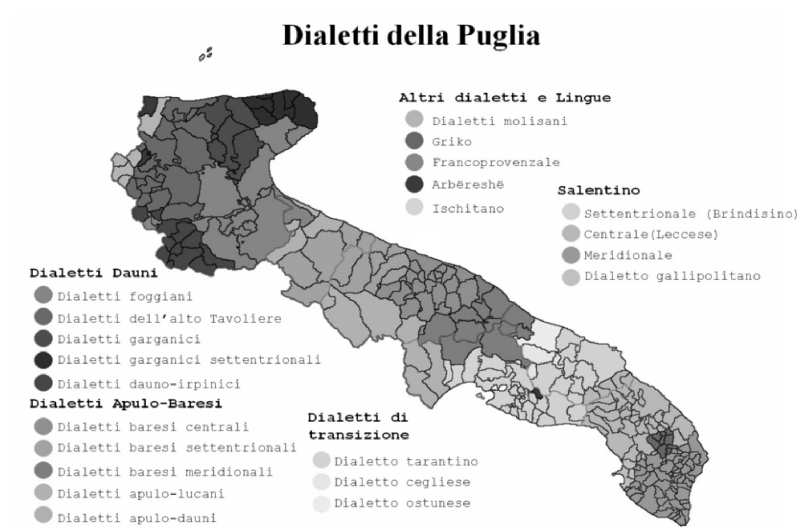 Dialetti della Puglia
Altri dialetti e Lingue
Dialetti molisani
Griko
Francoprovenzale
Arbëreshë
Ischitano
Salentino
Settentrionale (Brindisino)
Centrale(Leccese)
Meridionale
Dialetto gallipolitano
Dialetti Dauni
Dialetti foggiani
Dialetti dell'alto Tavoliere
Dialetti garganici
Dialetti garganici settentrionali
Dialetti dauno-irpinici
Dialetti Apulo-Baresi
Dialetti baresi centrali
Dialetti baresi settentrionali
Dialetti baresi meridionali
Dialetti apulo-lucani
Dialetti apulo-dauni
Dialetti di
transizione
Dialetto tarantino
Dialetto cegliese
Dialetto ostunese